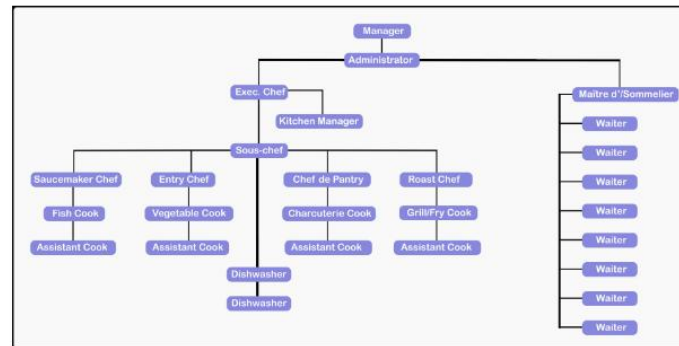 Manager
Administrator
Exec. Chef
Maitre d'/Sommelier
Kitchen Manager
Waiter
Waiter
Sous-chef
Saucemaker Chef
Entry Chef
Chef de Pantry
Roast Chef
Waiter
Fish Cook
Vegetable Cook
Charcuterie Cook
Grill/Fry Cook
Waiter
Assistant Cook
Assistant Cook
Assistant Cook
Assistant Cook
Waiter
Dishwasher
Waiter
Dishwasher
Waiter
Waiter